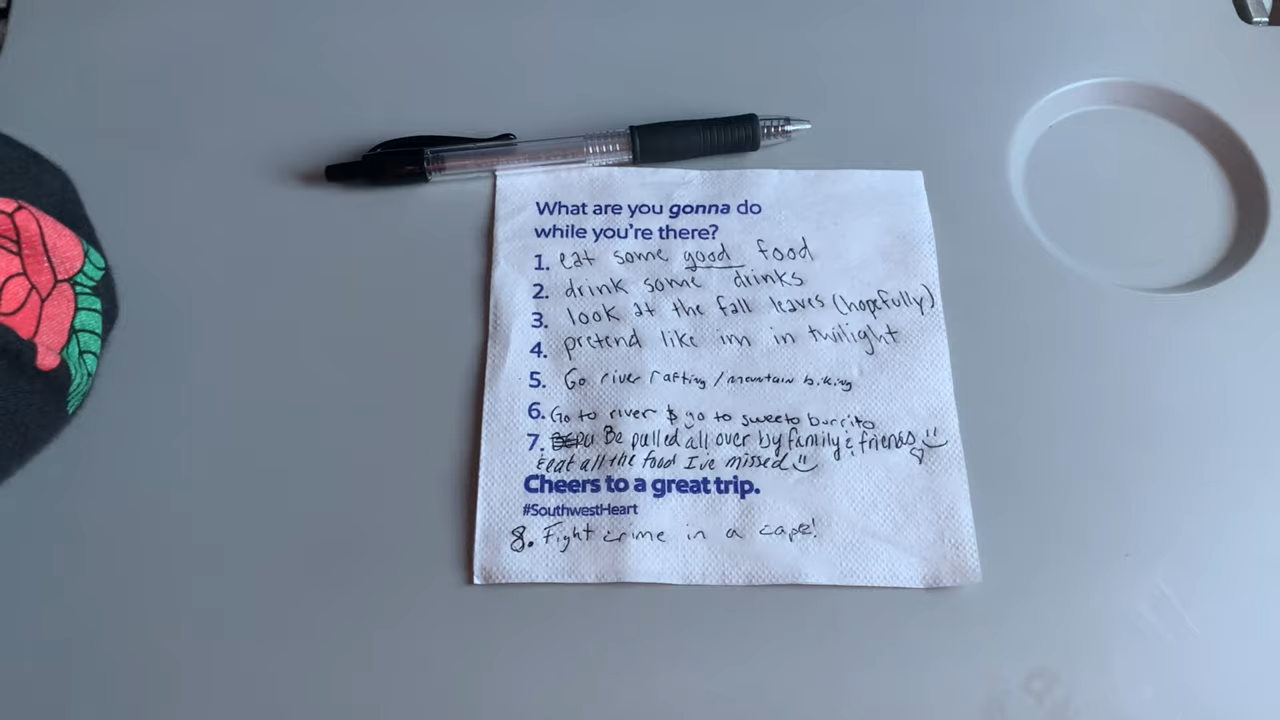 What are you gonna do
while you're there?
1. eat some good food
2. drink some drinks
3. look at the fall leaves (hopefully)
4. pretend like im in twilight
5. Go river rafting / mountain biking
6. Go to river & go to sweeto burrito
7. Be pulled all over by family & friends
& eat all the food I've missed
Cheers to a great trip.
#SouthwestHeart
8. Fight crime in a cape!